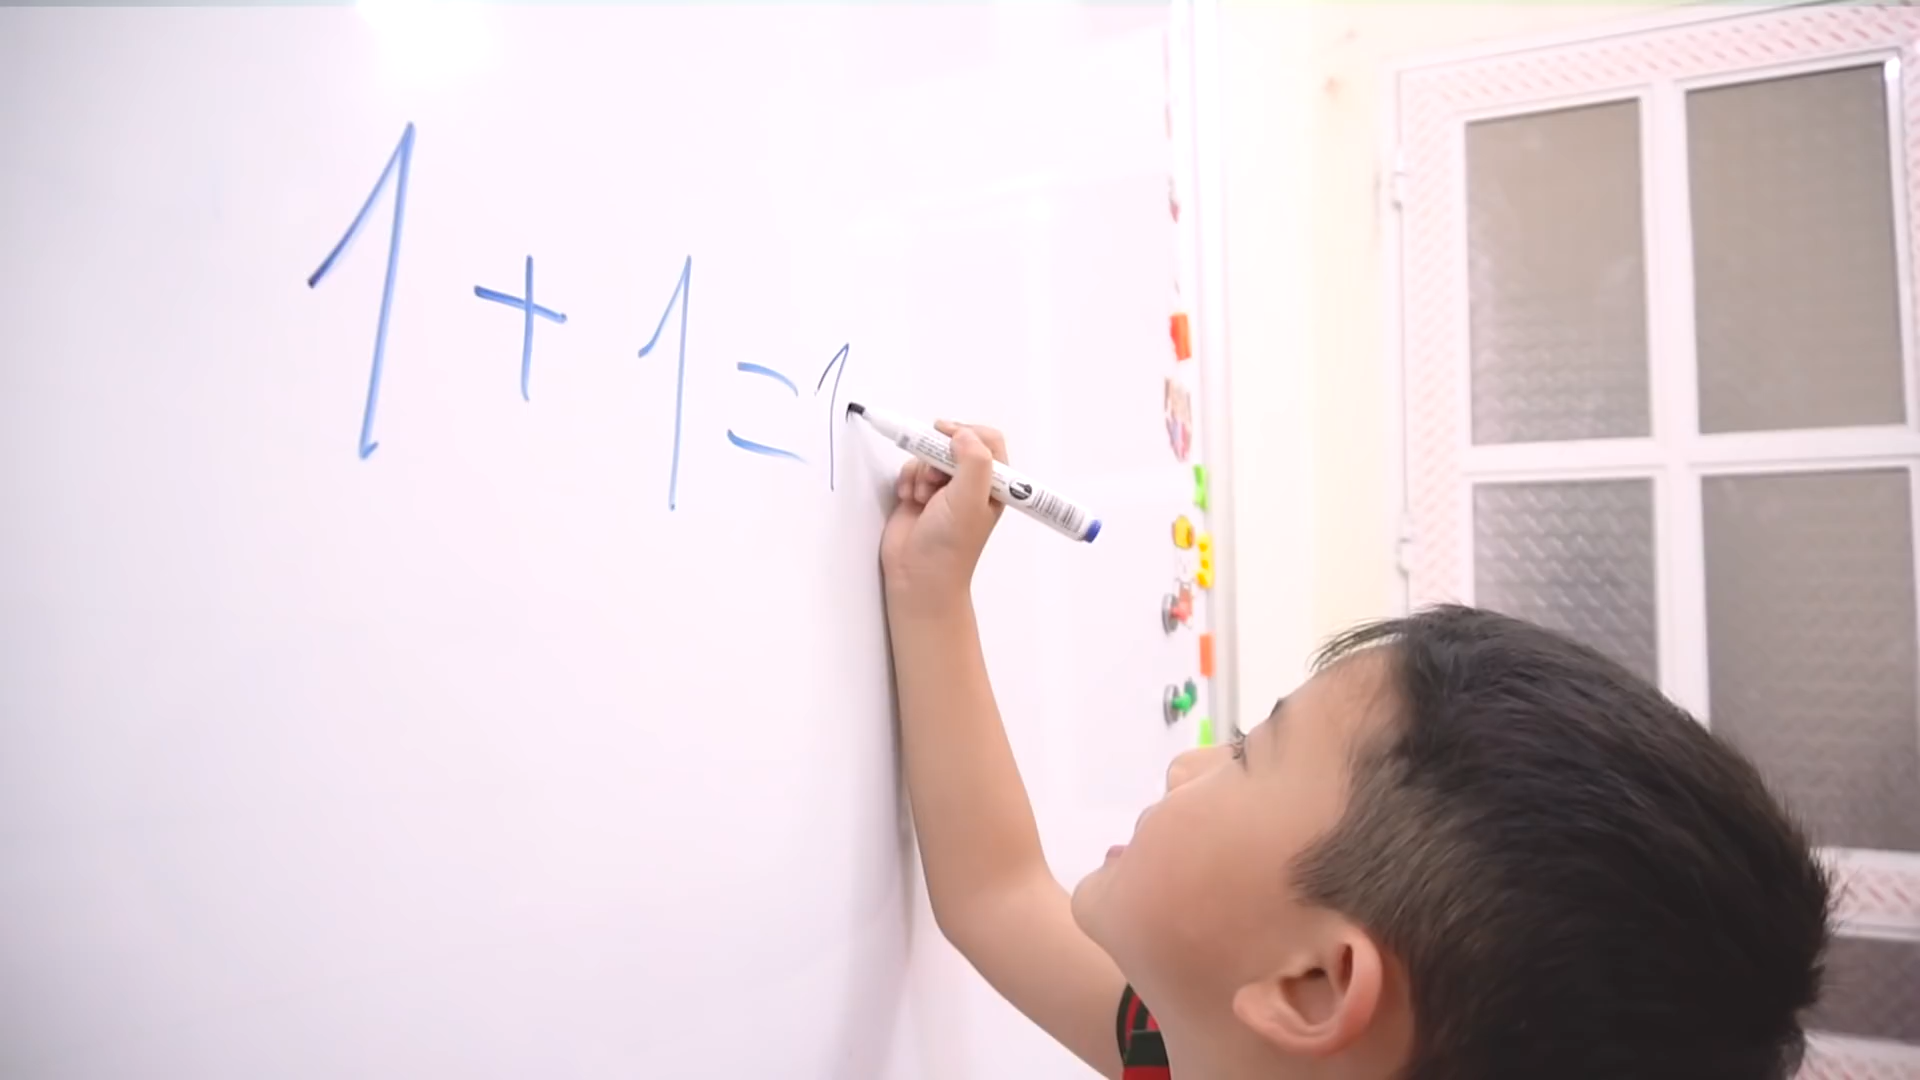 1 + 1 = 1